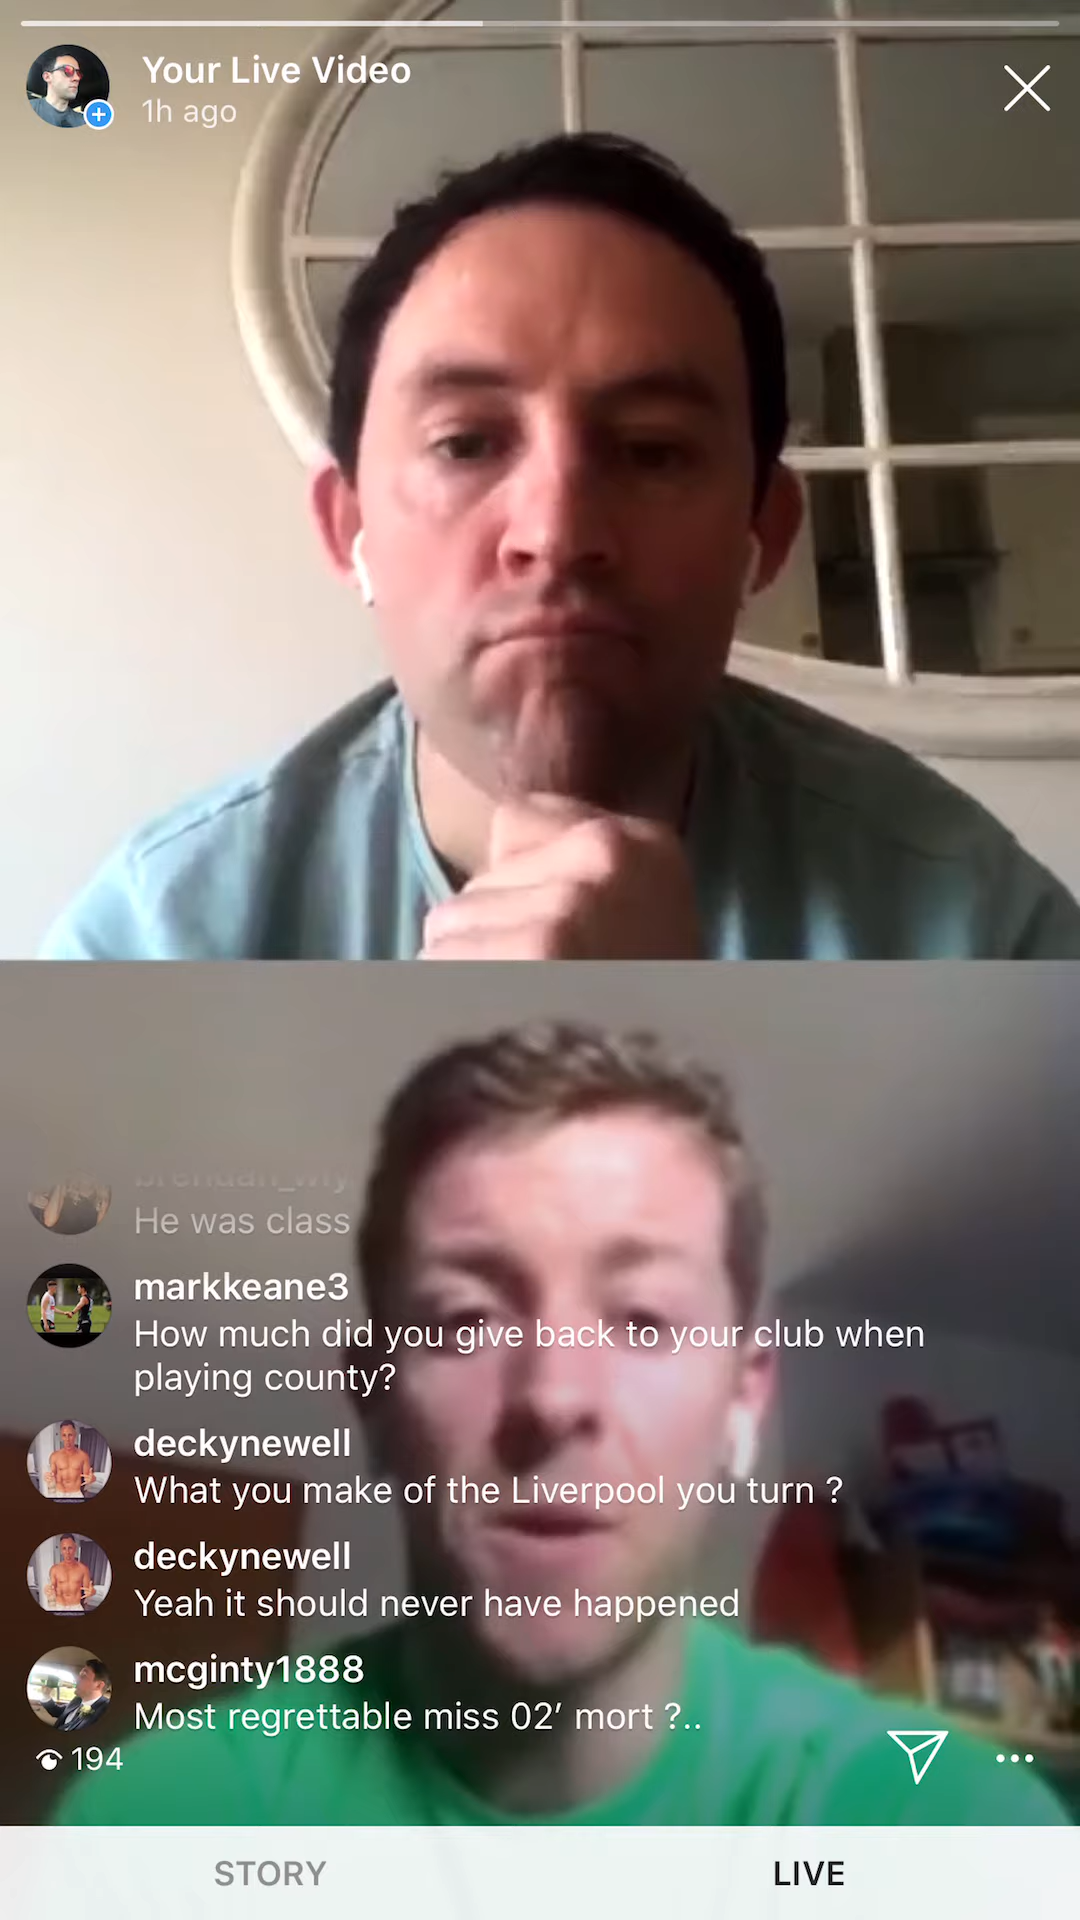 Your Live Video
1h ago
He was class
markkeane3
How much did you give back to your club when
playing county?
deckynewell
What you make of the Liverpool you turn ?
deckynewell
Yeah it should never have happened
mcginty1888
Most regrettable miss 02’ mort ?..
194
STORY
LIVE